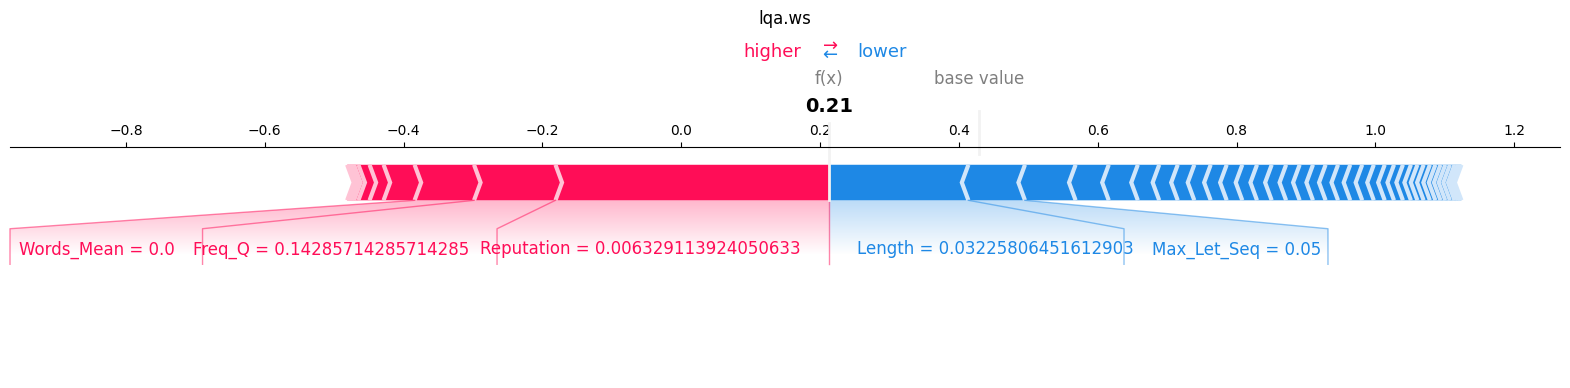 lqa.ws
higher ⇄ lower
f(x) base value
0.21
−0.8 −0.6 −0.4 −0.2 0.0 0.2 0.4 0.6 0.8 1.0 1.2
Words_Mean = 0.0 Freq_Q = 0.14285714285714285 Reputation = 0.006329113924050633 Length = 0.03225806451612903 Max_Let_Seq = 0.05